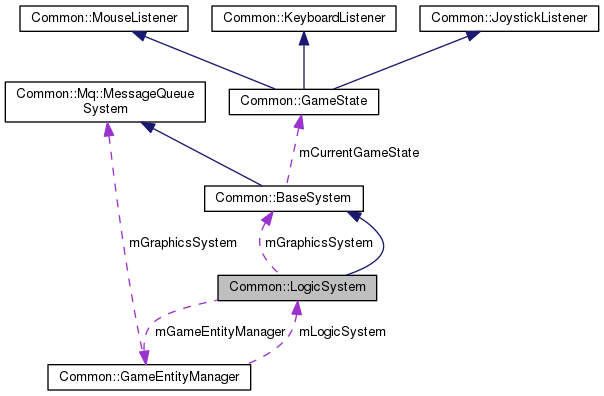 Common::MouseListener
Common::KeyboardListener
Common::JoystickListener
Common::Mq::MessageQueue
System
Common::GameState
mCurrentGameState
Common::BaseSystem
mGraphicsSystem
mGraphicsSystem
Common::LogicSystem
mGameEntityManager
mLogicSystem
Common::GameEntityManager